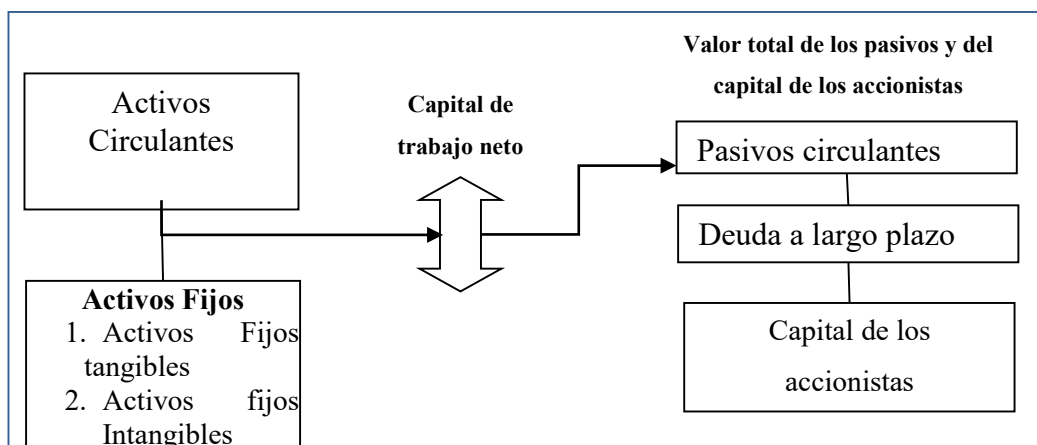 Activos
Circulantes
Activos Fijos
1. Activos Fijos
tangibles
2. Activos fijos
Intangibles
Capital de
trabajo neto
Valor total de los pasivos y del
capital de los accionistas
Pasivos circulantes
Deuda a largo plazo
Capital de los
accionistas